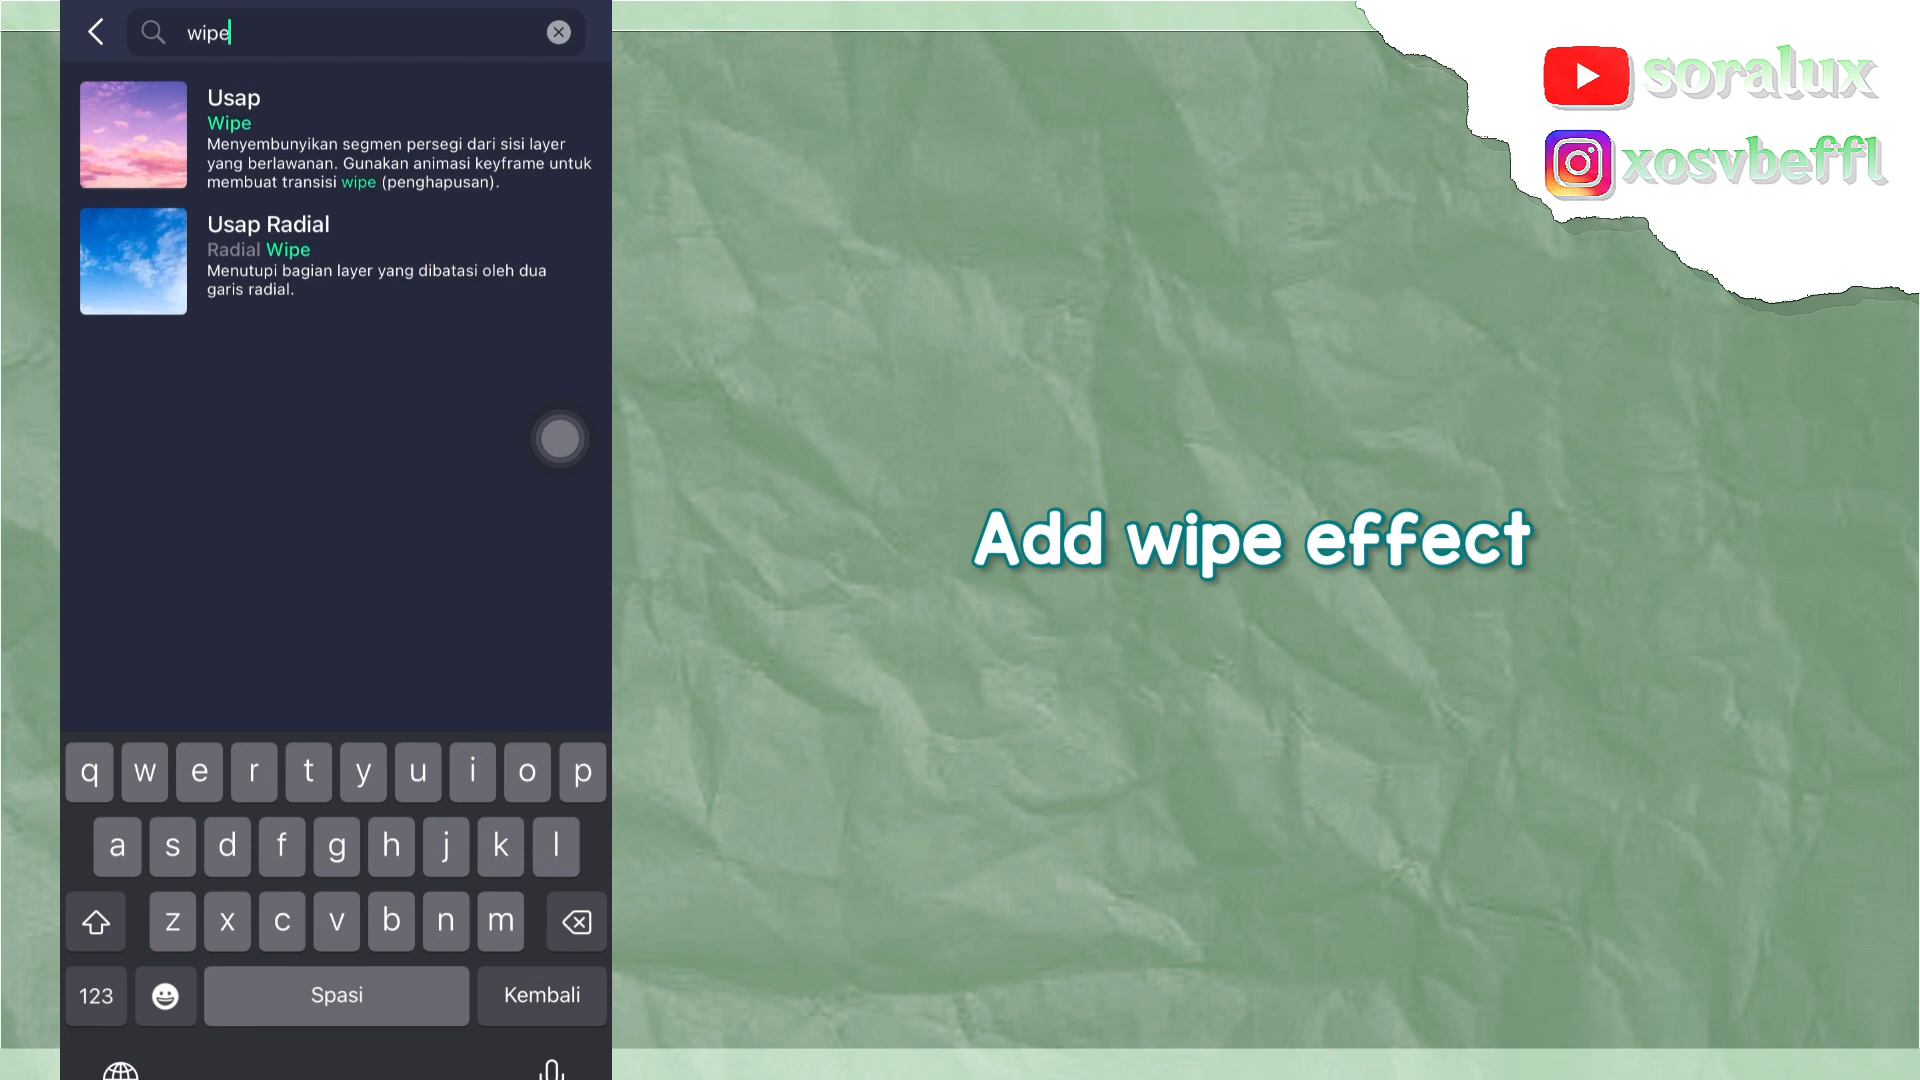 wipe
Usap
Wipe
Menyembunyikan segmen persegi dari sisi layer
yang berlawanan. Gunakan animasi keyframe untuk
membuat transisi wipe (penghapusan).
Usap Radial
Radial Wipe
Menutupi bagian layer yang dibatasi oleh dua
garis radial.
q w e r t y u i o p
a s d f g h j k l
z x c v b n m
123 Spasi Kembali
Add wipe effect
soralux
xosvbeffl